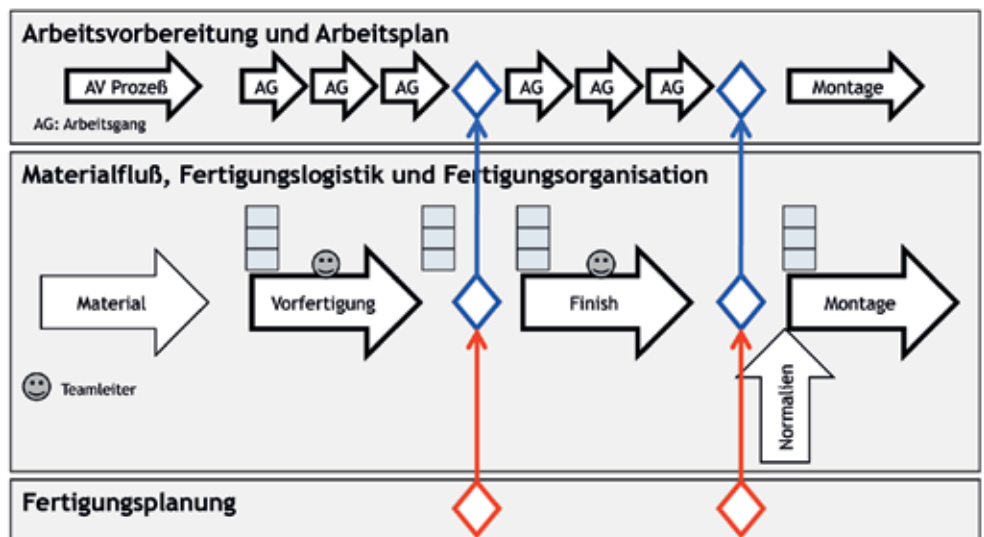 Arbeitsvorbereitung und Arbeitsplan
AV Prozeß
AG
AG
AG
AG
AG
AG
Montage
AG: Arbeitsgang
Materialfluß, Fertigungslogistik und Fertigungsorganisation
Material
Vorfertigung
Finish
Montage
Normalien
Teamleiter
Fertigungsplanung